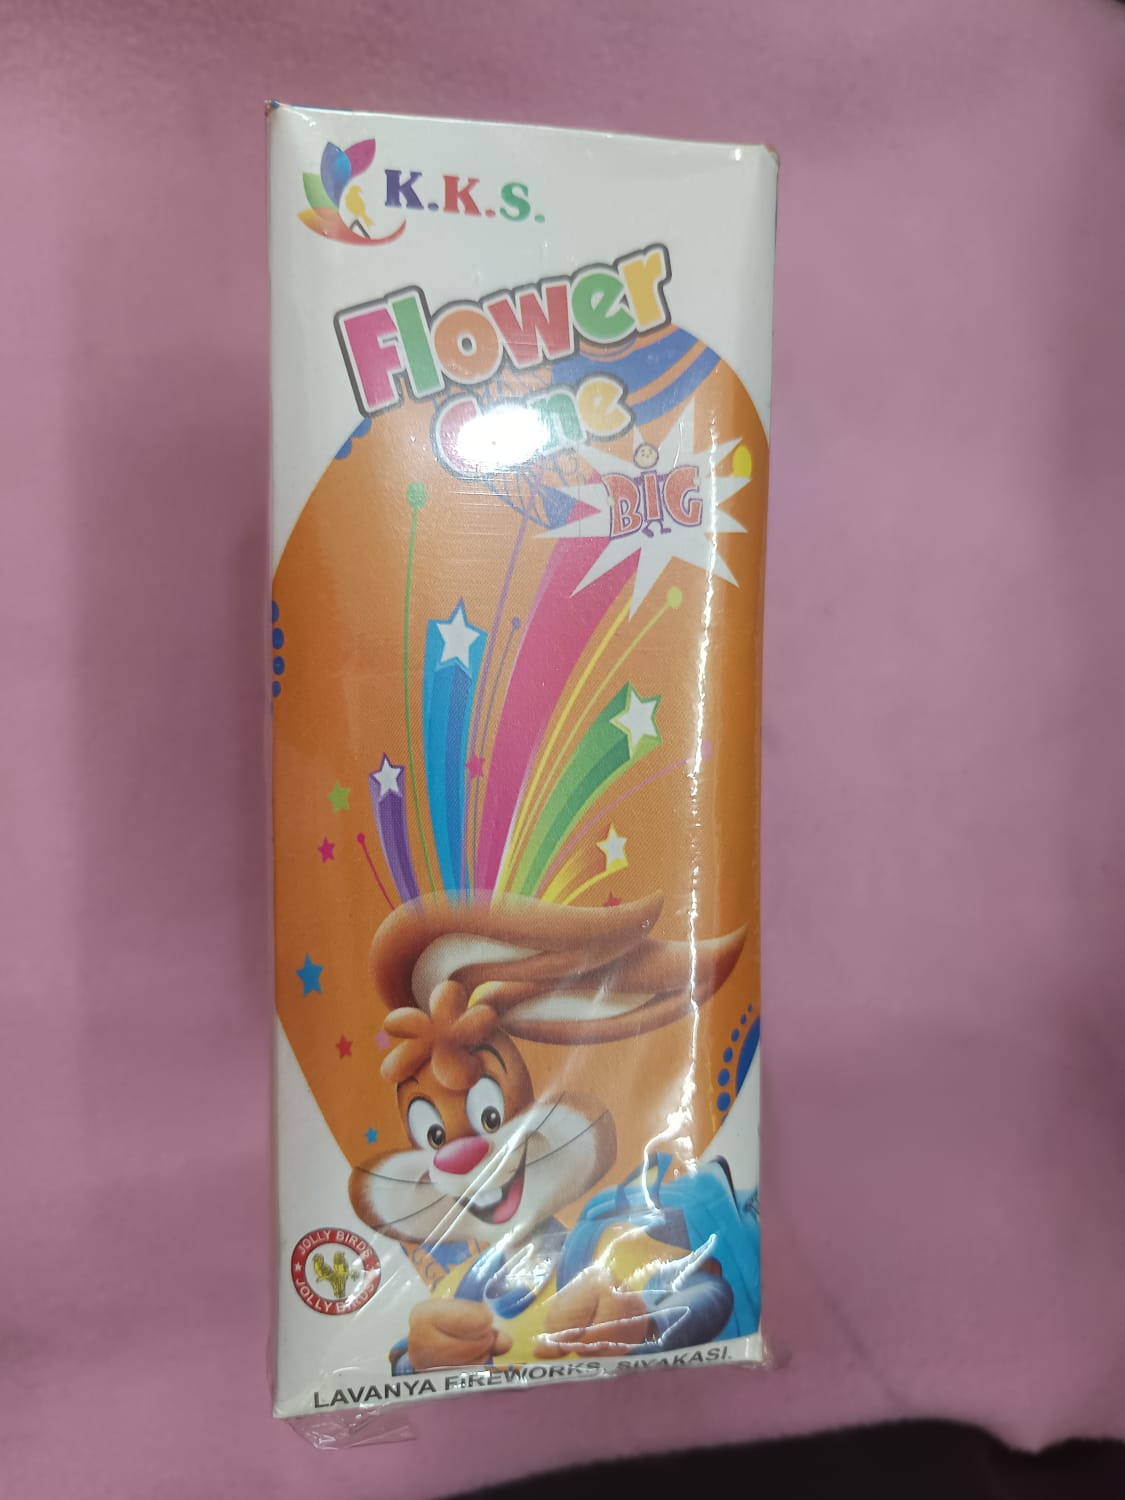 K.K.S.
Flower
Cone
BIG
JOLLY BIRDS
JOLLY BIRDS
LAVANYA FIREWORKS, SIVAKASI.